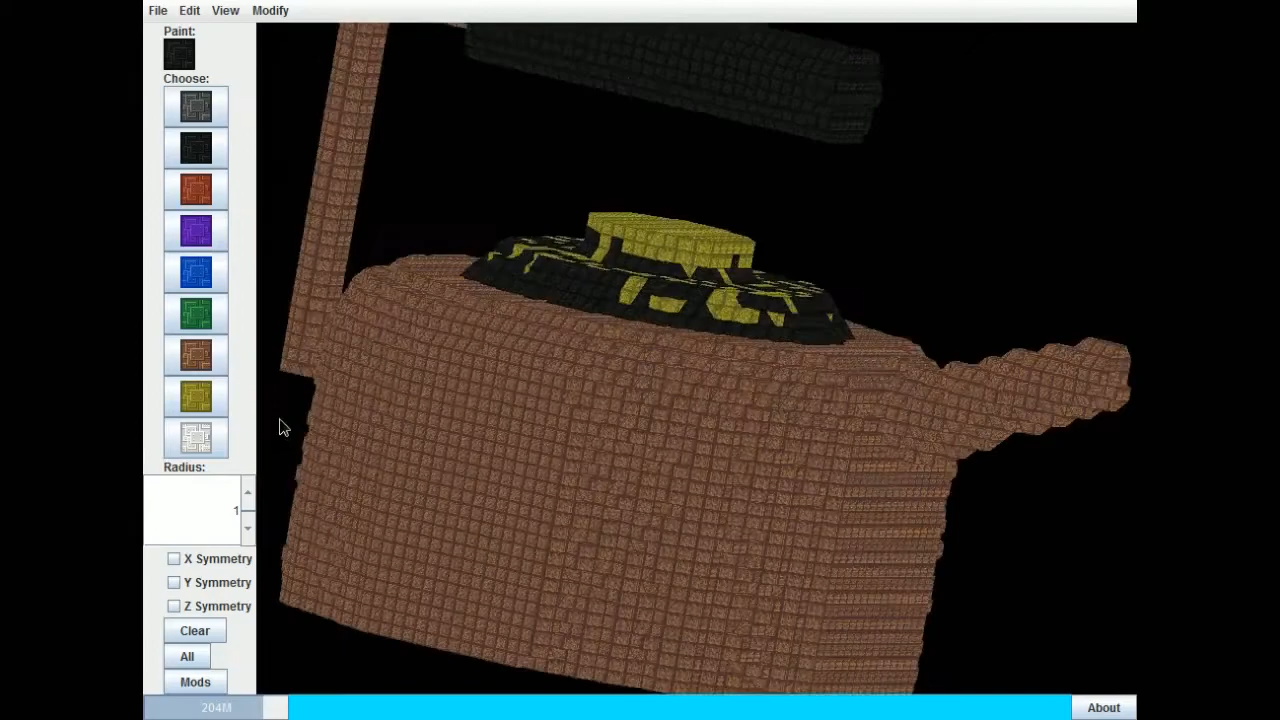 File Edit View Modify
Paint:
Choose:
Radius:
1
X Symmetry
Y Symmetry
Z Symmetry
Clear
All
Mods
204M
About